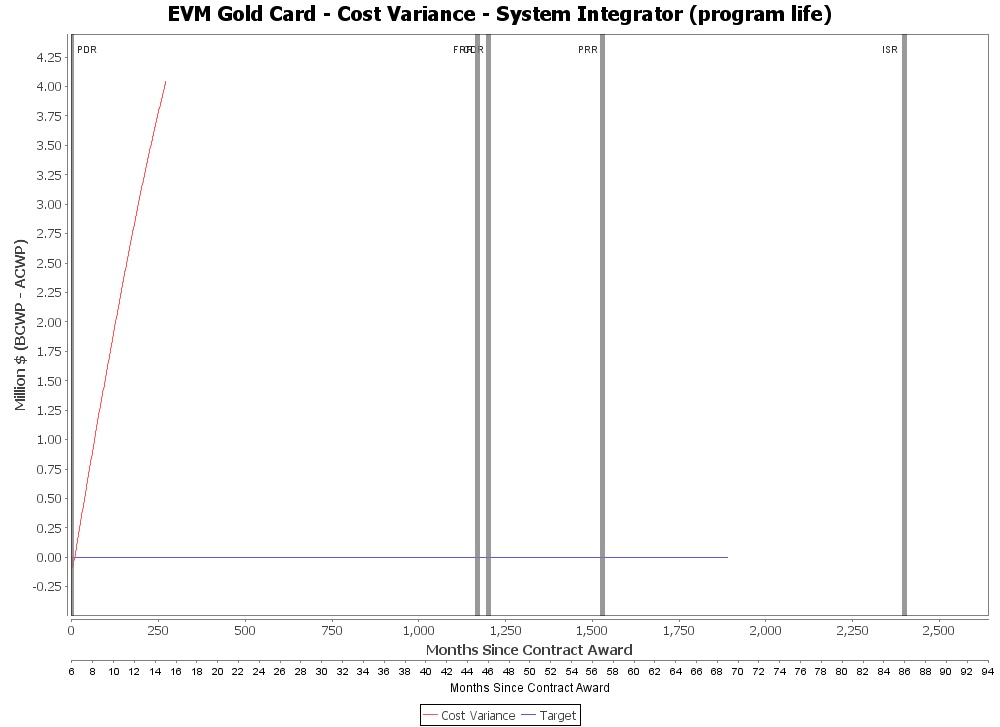 EVM Gold Card - Cost Variance - System Integrator (program life)
PDR FRR CDR PRR ISR
Million $ (BCWP - ACWP)
4.25
4.00
3.75
3.50
3.25
3.00
2.75
2.50
2.25
2.00
1.75
1.50
1.25
1.00
0.75
0.50
0.25
0.00
-0.25
0 250 500 750 1,000 1,250 1,500 1,750 2,000 2,250 2,500
Months Since Contract Award
6 8 10 12 14 16 18 20 22 24 26 28 30 32 34 36 38 40 42 44 46 48 50 52 54 56 58 60 62 64 66 68 70 72 74 76 78 80 82 84 86 88 90 92 94
Months Since Contract Award
Cost Variance Target